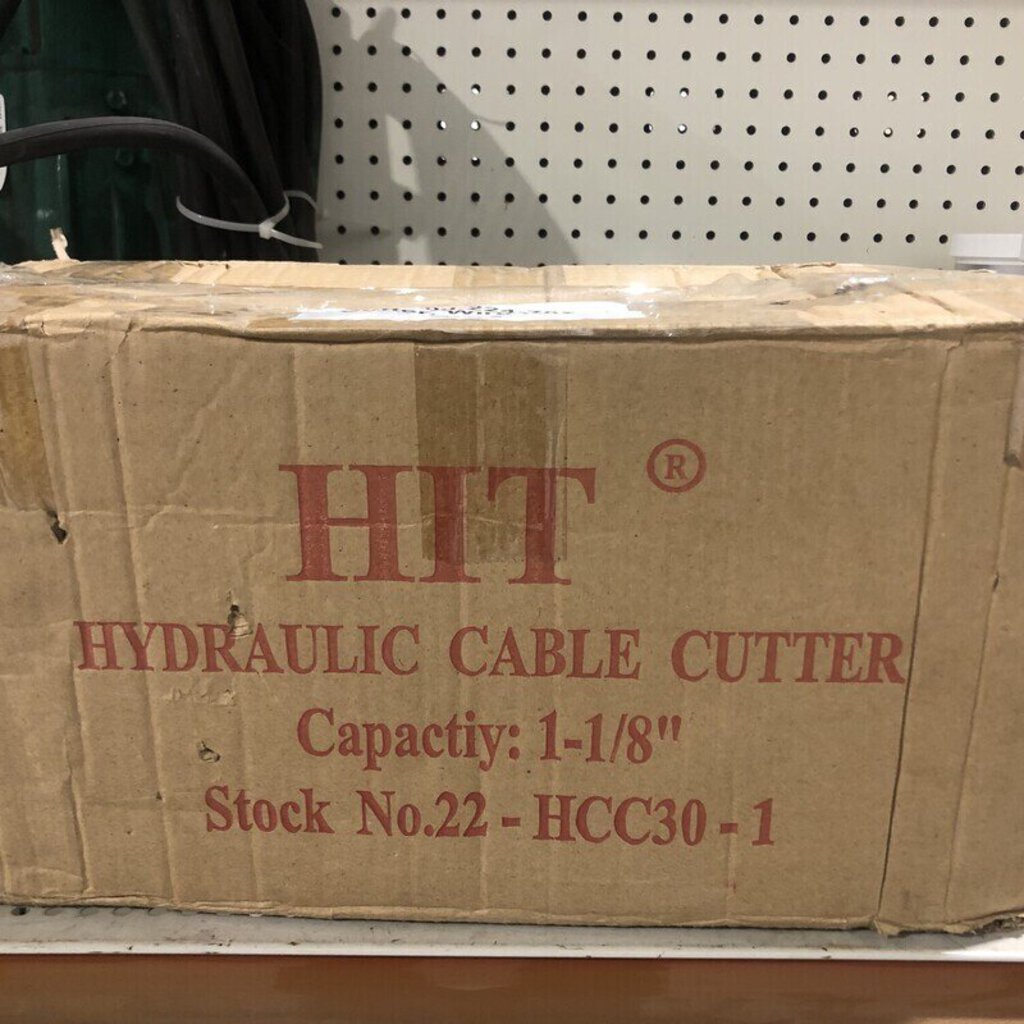 HIT ®
HYDRAULIC CABLE CUTTER
Capactiy: 1-1/8"
Stock No.22 - HCC30 - 1